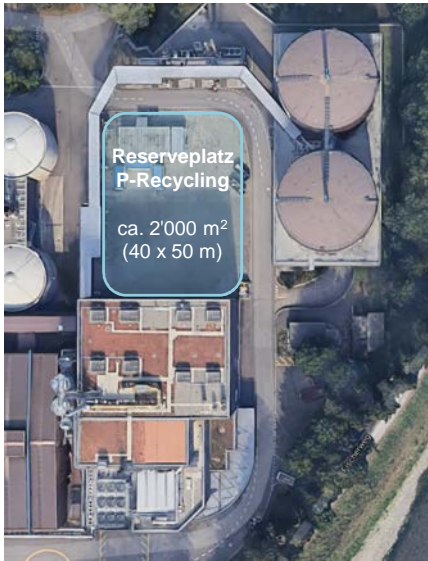 Reserveplatz
P-Recycling
ca. 2'000 m²
(40 x 50 m)